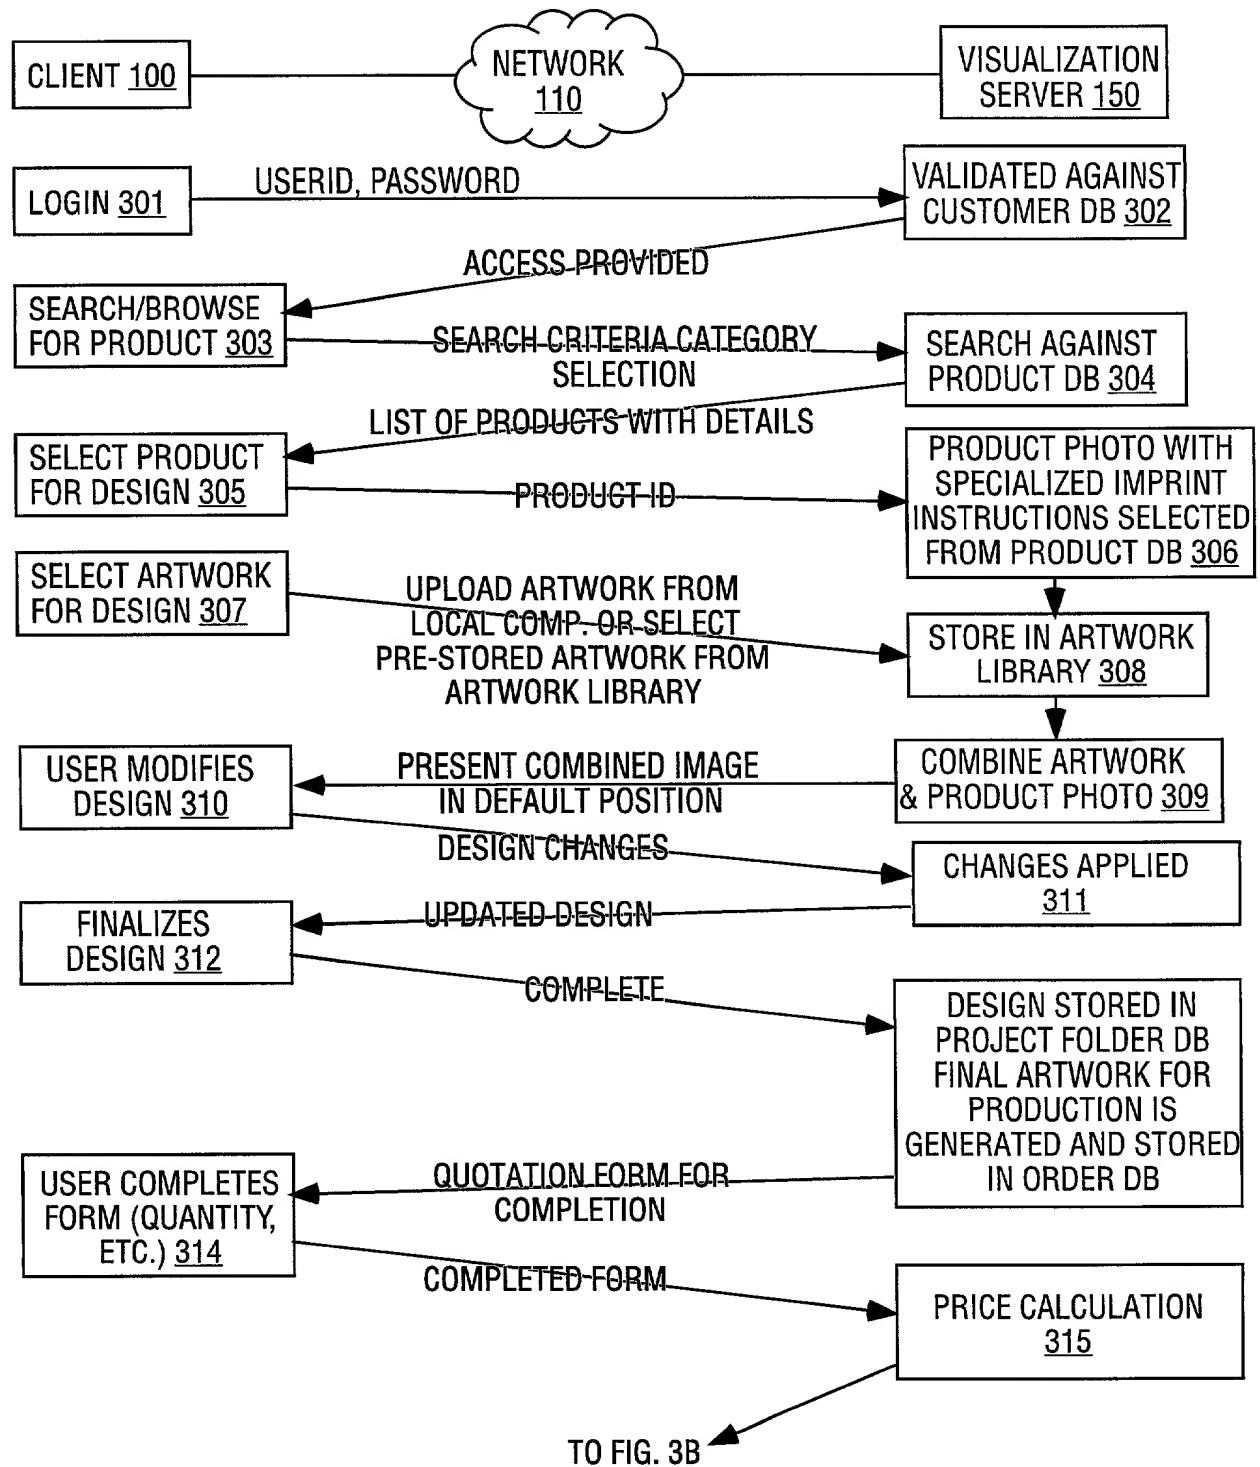 CLIENT 100
NETWORK
110
VISUALIZATION
SERVER 150
LOGIN 301
USERID, PASSWORD
VALIDATED AGAINST
CUSTOMER DB 302
ACCESS PROVIDED
SEARCH/BROWSE
FOR PRODUCT 303
SEARCH CRITERIA CATEGORY
SELECTION
SEARCH AGAINST
PRODUCT DB 304
LIST OF PRODUCTS WITH DETAILS
SELECT PRODUCT
FOR DESIGN 305
PRODUCT ID
PRODUCT PHOTO WITH
SPECIALIZED IMPRINT
INSTRUCTIONS SELECTED
FROM PRODUCT DB 306
SELECT ARTWORK
FOR DESIGN 307
UPLOAD ARTWORK FROM
LOCAL COMP. OR SELECT
PRE-STORED ARTWORK FROM
ARTWORK LIBRARY
STORE IN ARTWORK
LIBRARY 308
COMBINE ARTWORK
& PRODUCT PHOTO 309
PRESENT COMBINED IMAGE
IN DEFAULT POSITION
USER MODIFIES
DESIGN 310
DESIGN CHANGES
CHANGES APPLIED
311
UPDATED DESIGN
FINALIZES
DESIGN 312
COMPLETE
DESIGN STORED IN
PROJECT FOLDER DB
FINAL ARTWORK FOR
PRODUCTION IS
GENERATED AND STORED
IN ORDER DB
QUOTATION FORM FOR
COMPLETION
USER COMPLETES
FORM (QUANTITY,
ETC.) 314
COMPLETED FORM
PRICE CALCULATION
315
TO FIG. 3B